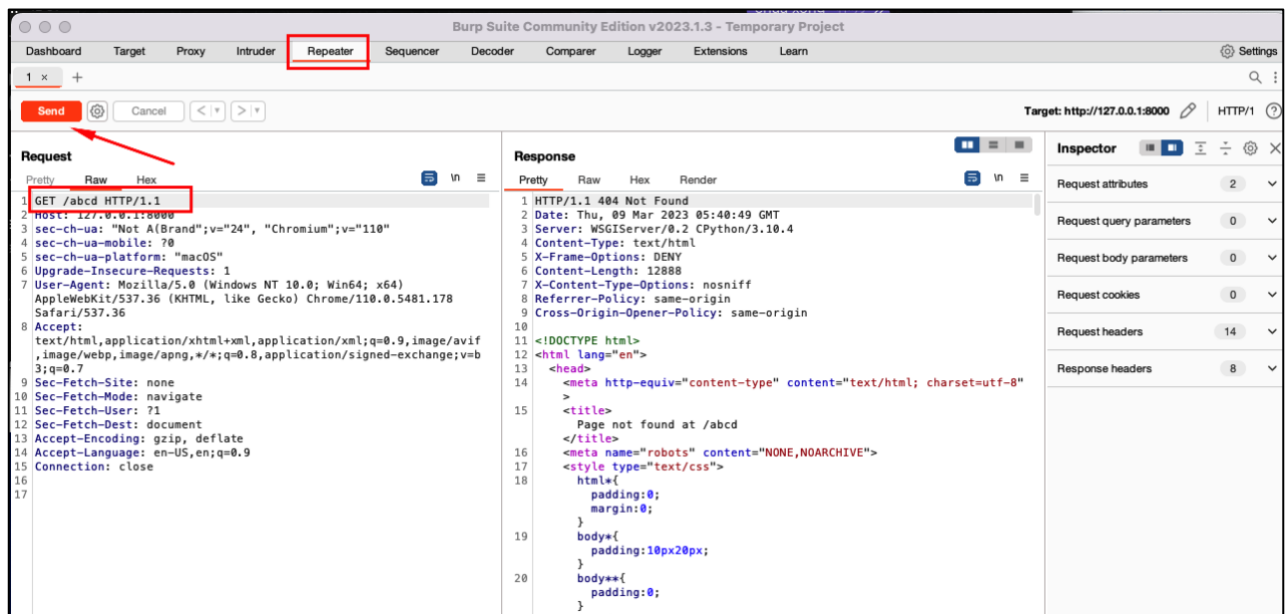 Burp Suite Community Edition v2023.1.3 - Temporary Project
Dashboard Target Proxy Intruder Repeater Sequencer Decoder Comparer Logger Extensions Learn Settings
1 × +
Send Cancel < > Target: http://127.0.0.1:8000 HTTP/1
Request
Pretty Raw Hex \n
1 GET /abcd HTTP/1.1
2 Host: 127.0.0.1:8000
3 sec-ch-ua: "Not A(Brand";v="24", "Chromium";v="110"
4 sec-ch-ua-mobile: ?0
5 sec-ch-ua-platform: "macOS"
6 Upgrade-Insecure-Requests: 1
7 User-Agent: Mozilla/5.0 (Windows NT 10.0; Win64; x64)
AppleWebKit/537.36 (KHTML, like Gecko) Chrome/110.0.5481.178
Safari/537.36
8 Accept:
text/html,application/xhtml+xml,application/xml;q=0.9,image/avif
,image/webp,image/apng,*/*;q=0.8,application/signed-exchange;v=b
3;q=0.7
9 Sec-Fetch-Site: none
10 Sec-Fetch-Mode: navigate
11 Sec-Fetch-User: ?1
12 Sec-Fetch-Dest: document
13 Accept-Encoding: gzip, deflate
14 Accept-Language: en-US,en;q=0.9
15 Connection: close
16
17
Response
Pretty Raw Hex Render \n
1 HTTP/1.1 404 Not Found
2 Date: Thu, 09 Mar 2023 05:40:49 GMT
3 Server: WSGIServer/0.2 CPython/3.10.4
4 Content-Type: text/html
5 X-Frame-Options: DENY
6 Content-Length: 12888
7 X-Content-Type-Options: nosniff
8 Referrer-Policy: same-origin
9 Cross-Origin-Opener-Policy: same-origin
10
11 <!DOCTYPE html>
12 <html lang="en">
13 <head>
14 <meta http-equiv="content-type" content="text/html; charset=utf-8"
>
15 <title>
Page not found at /abcd
</title>
16 <meta name="robots" content="NONE,NOARCHIVE">
17 <style type="text/css">
18 html*{
padding:0;
margin:0;
}
19 body*{
padding:10px20px;
}
20 body**{
padding:0;
}
Inspector
Request attributes 2
Request query parameters 0
Request body parameters 0
Request cookies 0
Request headers 14
Response headers 8